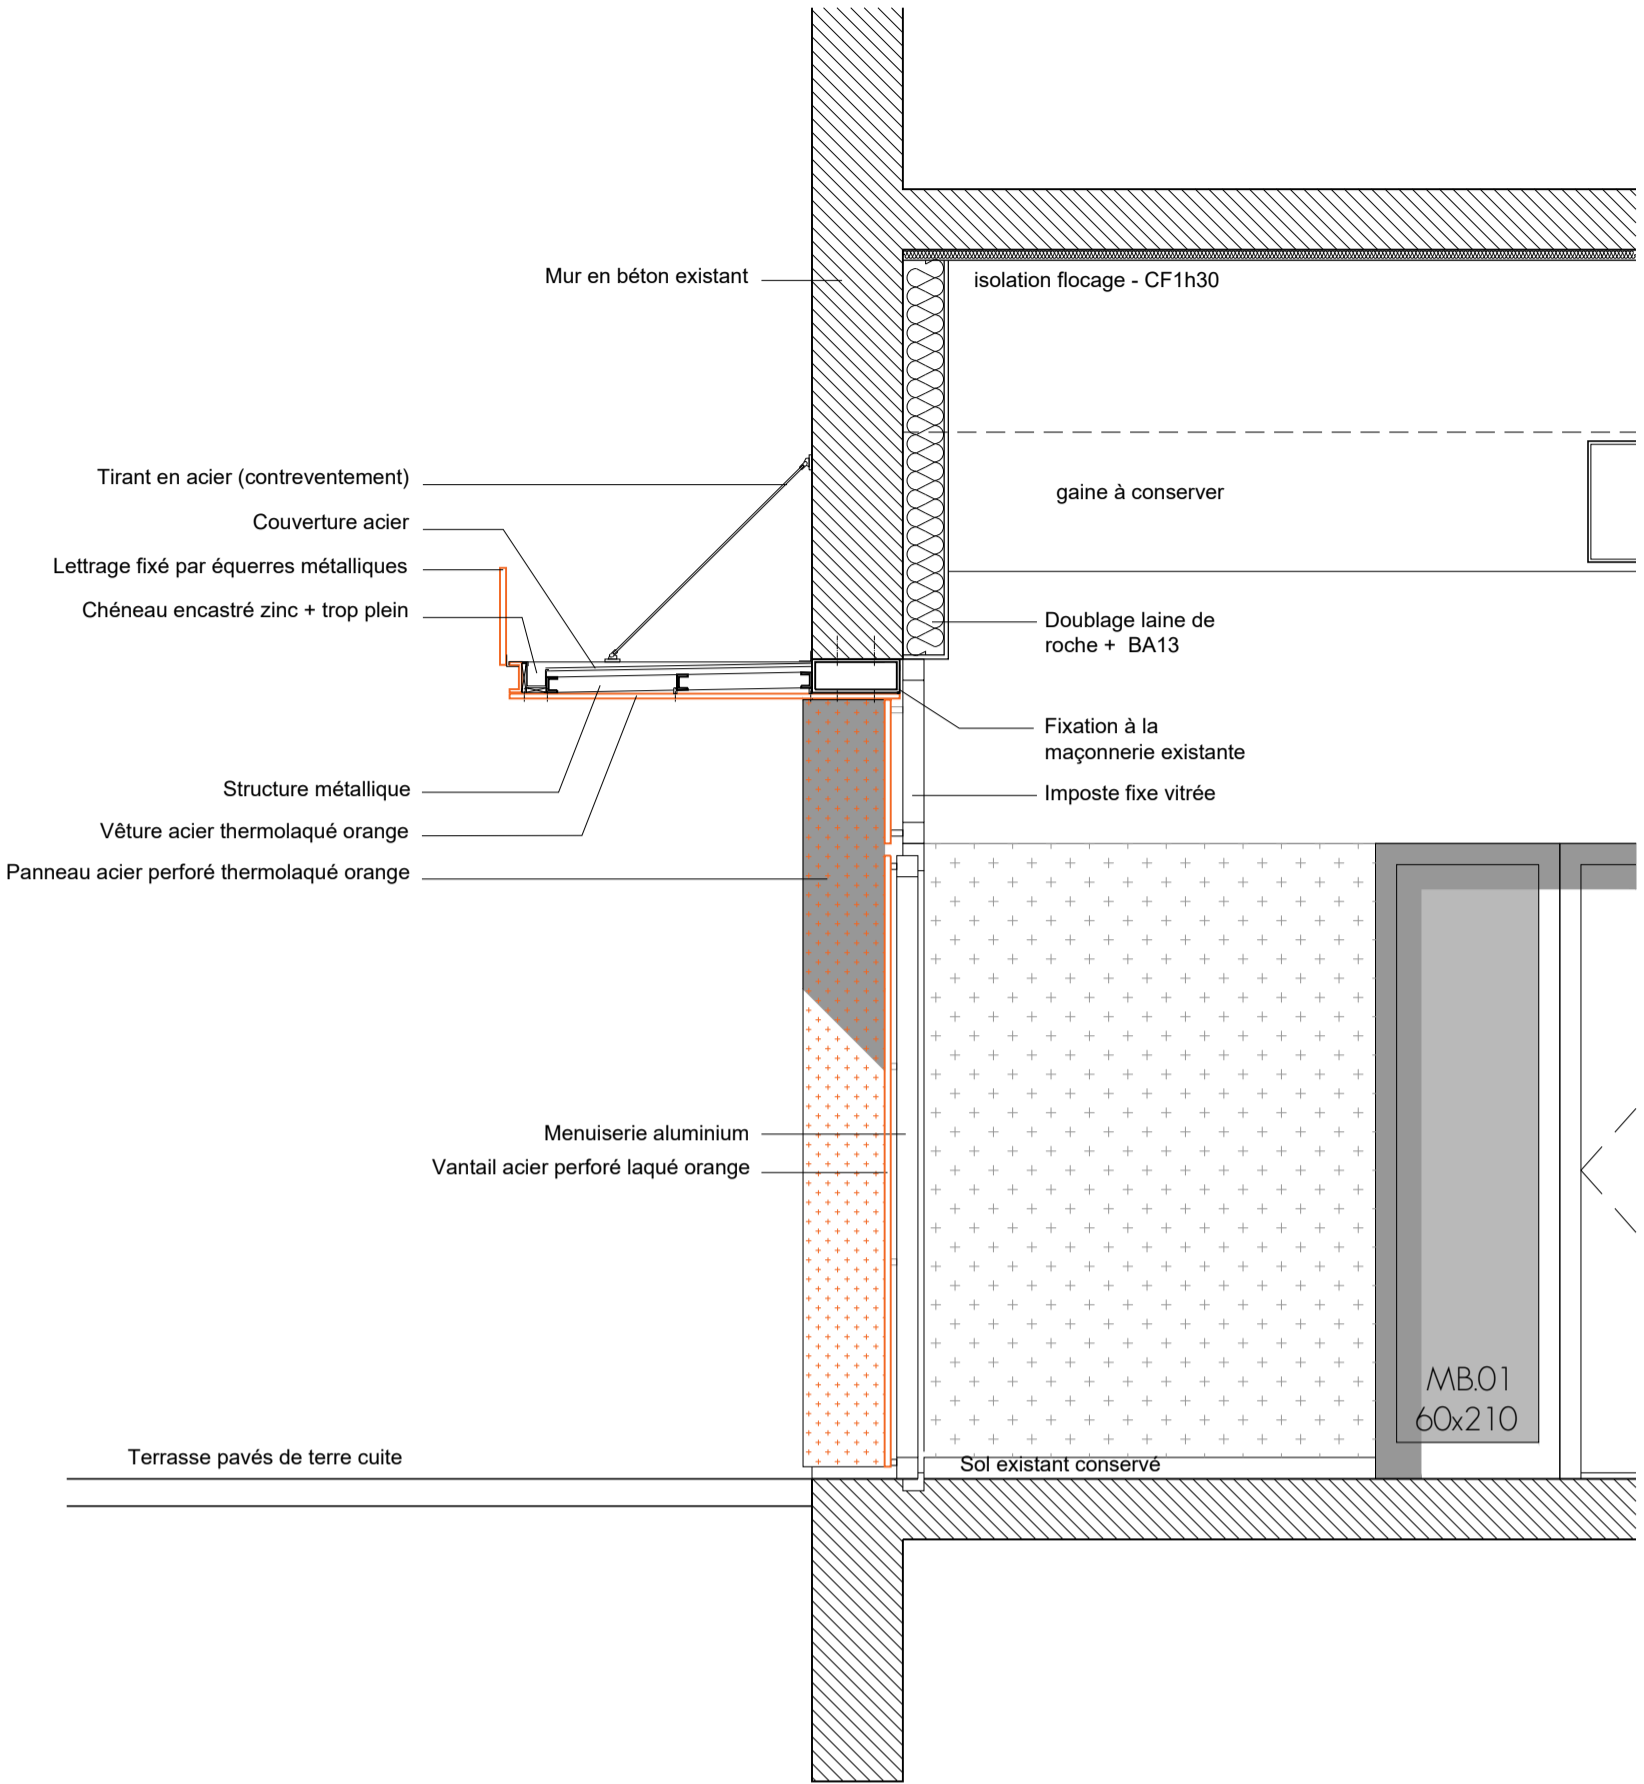 Mur en béton existant
isolation flocage - CF1h30
Tirant en acier (contreventement)
gaine à conserver
Couverture acier
Lettrage fixé par équerres métalliques
Chéneau encastré zinc + trop plein
Doublage laine de
roche + BA13
Fixation à la
maçonnerie existante
Structure métallique
Imposte fixe vitrée
Vêture acier thermolaqué orange
Panneau acier perforé thermolaqué orange
Menuiserie aluminium
Vantail acier perforé laqué orange
MB.01
60x210
Terrasse pavés de terre cuite
Sol existant conservé